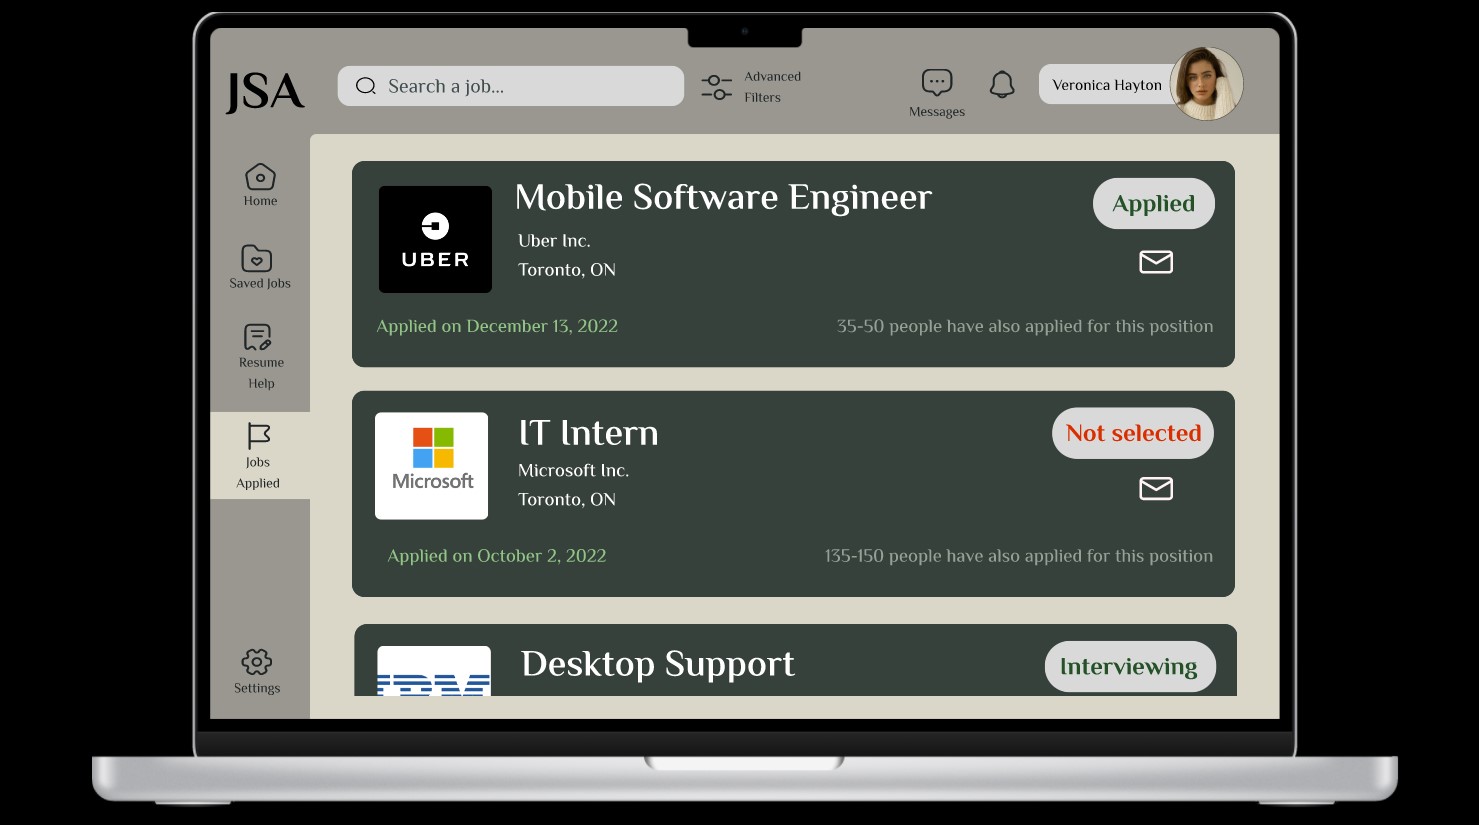 JSA
Search a job...
Advanced
Filters
Messages
Veronica Hayton
Home
Saved Jobs
Resume
Help
Jobs
Applied
Settings
UBER
Mobile Software Engineer
Uber Inc.
Toronto, ON
Applied
Applied on December 13, 2022
35-50 people have also applied for this position
Microsoft
IT Intern
Microsoft Inc.
Toronto, ON
Not selected
Applied on October 2, 2022
135-150 people have also applied for this position
IBM
Desktop Support
Interviewing